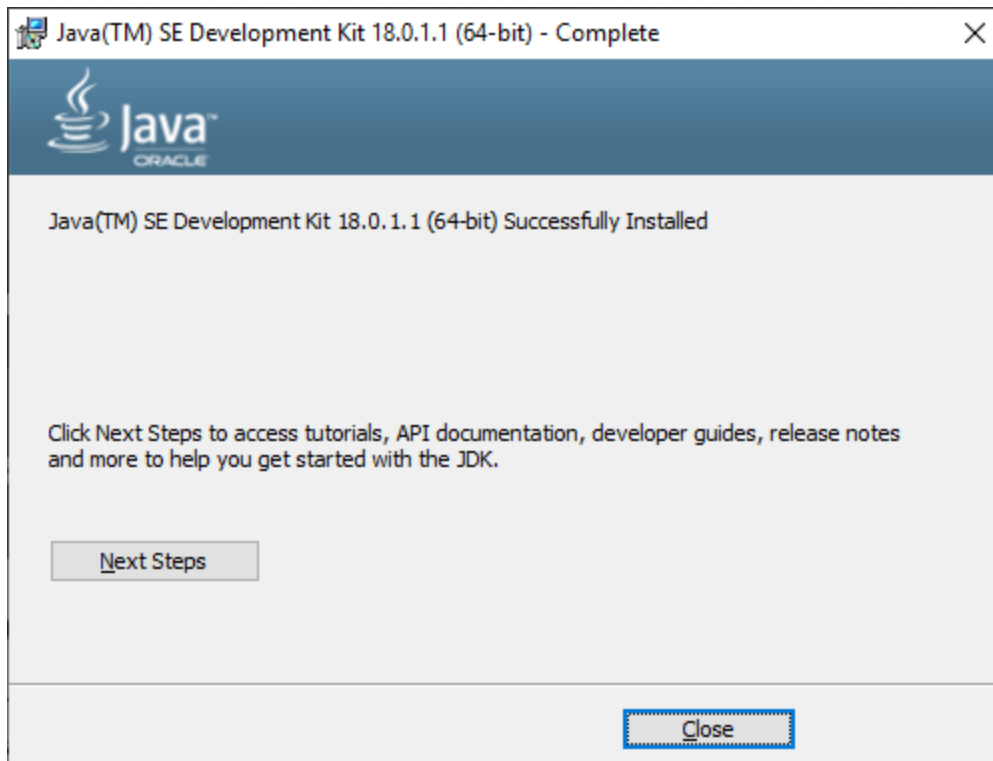 Java(TM) SE Development Kit 18.0.1.1 (64-bit) - Complete
Java™
ORACLE
Java(TM) SE Development Kit 18.0.1.1 (64-bit) Successfully Installed
Click Next Steps to access tutorials, API documentation, developer guides, release notes
and more to help you get started with the JDK.
Next Steps
Close